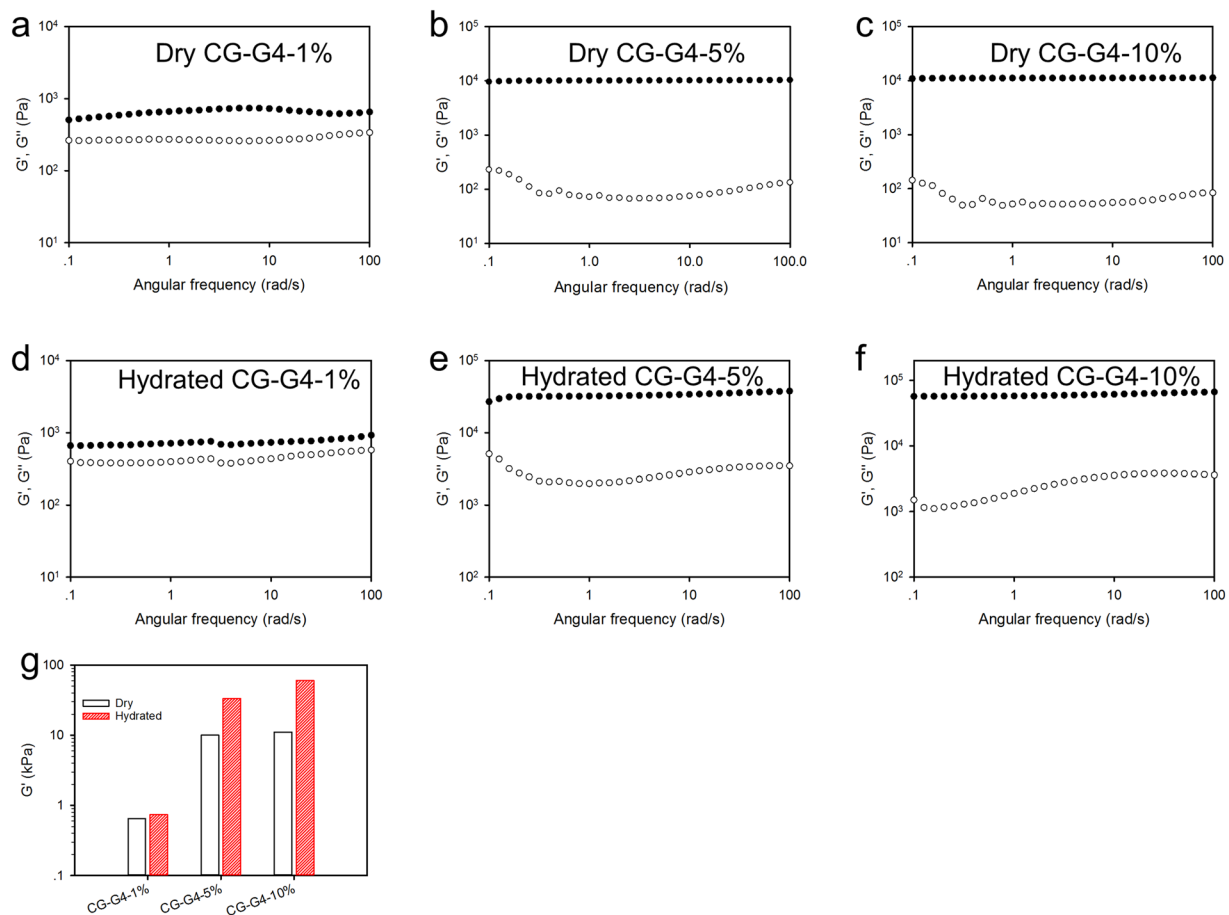 a
Dry CG-G4-1%
10⁴
10³
10²
10¹
G', G'' (Pa)
.1
1
10
100
Angular frequency (rad/s)
b
Dry CG-G4-5%
10⁵
10⁴
10³
10²
10¹
G', G'' (Pa)
.1
1.0
10.0
100.0
Angular frequency (rad/s)
c
Dry CG-G4-10%
10⁵
10⁴
10³
10²
10¹
G', G'' (Pa)
.1
1
10
100
Angular frequency (rad/s)
d
Hydrated CG-G4-1%
10⁴
10³
10²
10¹
G', G'' (Pa)
.1
1
10
100
Angular frequency (rad/s)
e
Hydrated CG-G4-5%
10⁵
10⁴
10³
10²
G', G'' (Pa)
.1
1
10
100
Angular frequency (rad/s)
f
Hydrated CG-G4-10%
10⁵
10⁴
10³
10²
G', G'' (Pa)
.1
1
10
100
Angular frequency (rad/s)
g
100
10
1
.1
G' (kPa)
Dry
Hydrated
CG-G4-1%
CG-G4-5%
CG-G4-10%